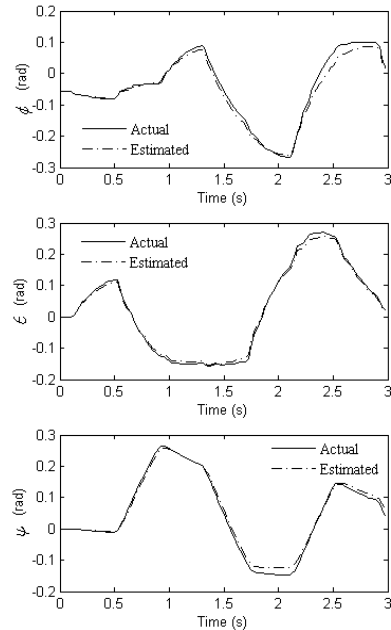 0.2
0.1
0
-0.1
-0.2
-0.3
ϕ (rad)
Actual
Estimated
0 0.5 1 1.5 2 2.5 3
Time (s)
0.3
0.2
0.1
0
-0.1
-0.2
ε (rad)
Actual
Estimated
0 0.5 1 1.5 2 2.5 3
Time (s)
0.3
0.2
0.1
0
-0.1
-0.2
ψ (rad)
Actual
Estimated
0 0.5 1 1.5 2 2.5 3
Time (s)